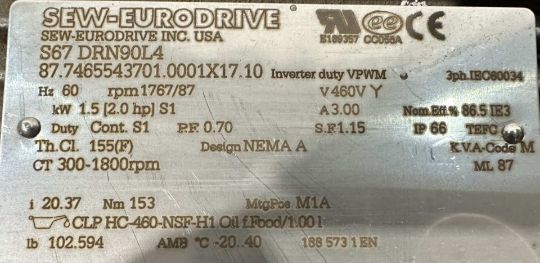 SEW-EURODRIVE
SEW-EURODRIVE INC. USA
E189357 CC056A
S67 DRN90L4
87.7465543701.0001X17.10 Inverter duty VPWM 3ph.IEC60034
Hz 60 rpm 1767/87 V 460V Y
kW 1.5 [2.0 hp] S1 A 3.00 Nom.Eff.% 86.5 IE3
Duty Cont. S1 P.F. 0.70 S.F. 1.15 IP 66 TEFC
Th.Cl. 155(F) Design NEMA A K.V.A-Code M
CT 300-1800rpm ML 87
i 20.37 Nm 153 MtgPos M1A
CLP HC-460-NSF-H1 Oil f.Food/1.00 l
lb 102.594 AMB °C -20..40 188 573 1 EN